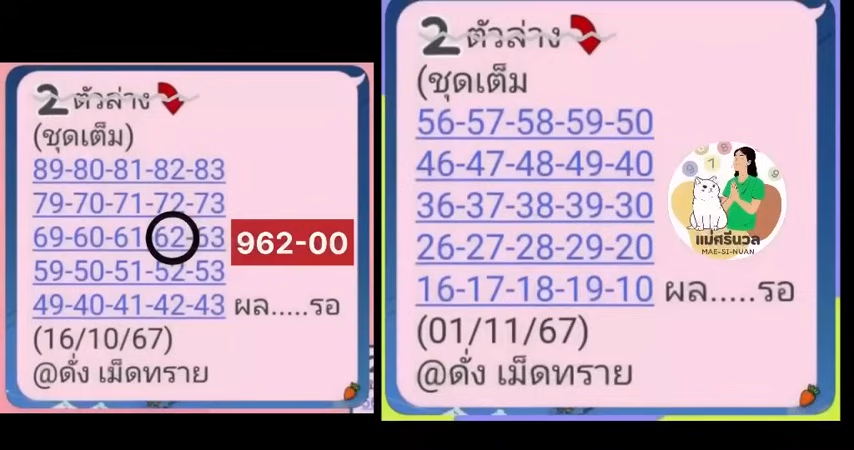 2 ตัวล่าง
(ชุดเต็ม)
89-80-81-82-83
79-70-71-72-73
69-60-61-62-63
962-00
59-50-51-52-53
49-40-41-42-43 ผล.....รอ
(16/10/67)
@ดั่ง เม็ดทราย
2 ตัวล่าง
(ชุดเต็ม
56-57-58-59-50
46-47-48-49-40
36-37-38-39-30
26-27-28-29-20
16-17-18-19-10 ผล.....รอ
(01/11/67)
@ดั่ง เม็ดทราย
แม่ศรีนวล
MAE-SI-NUAN